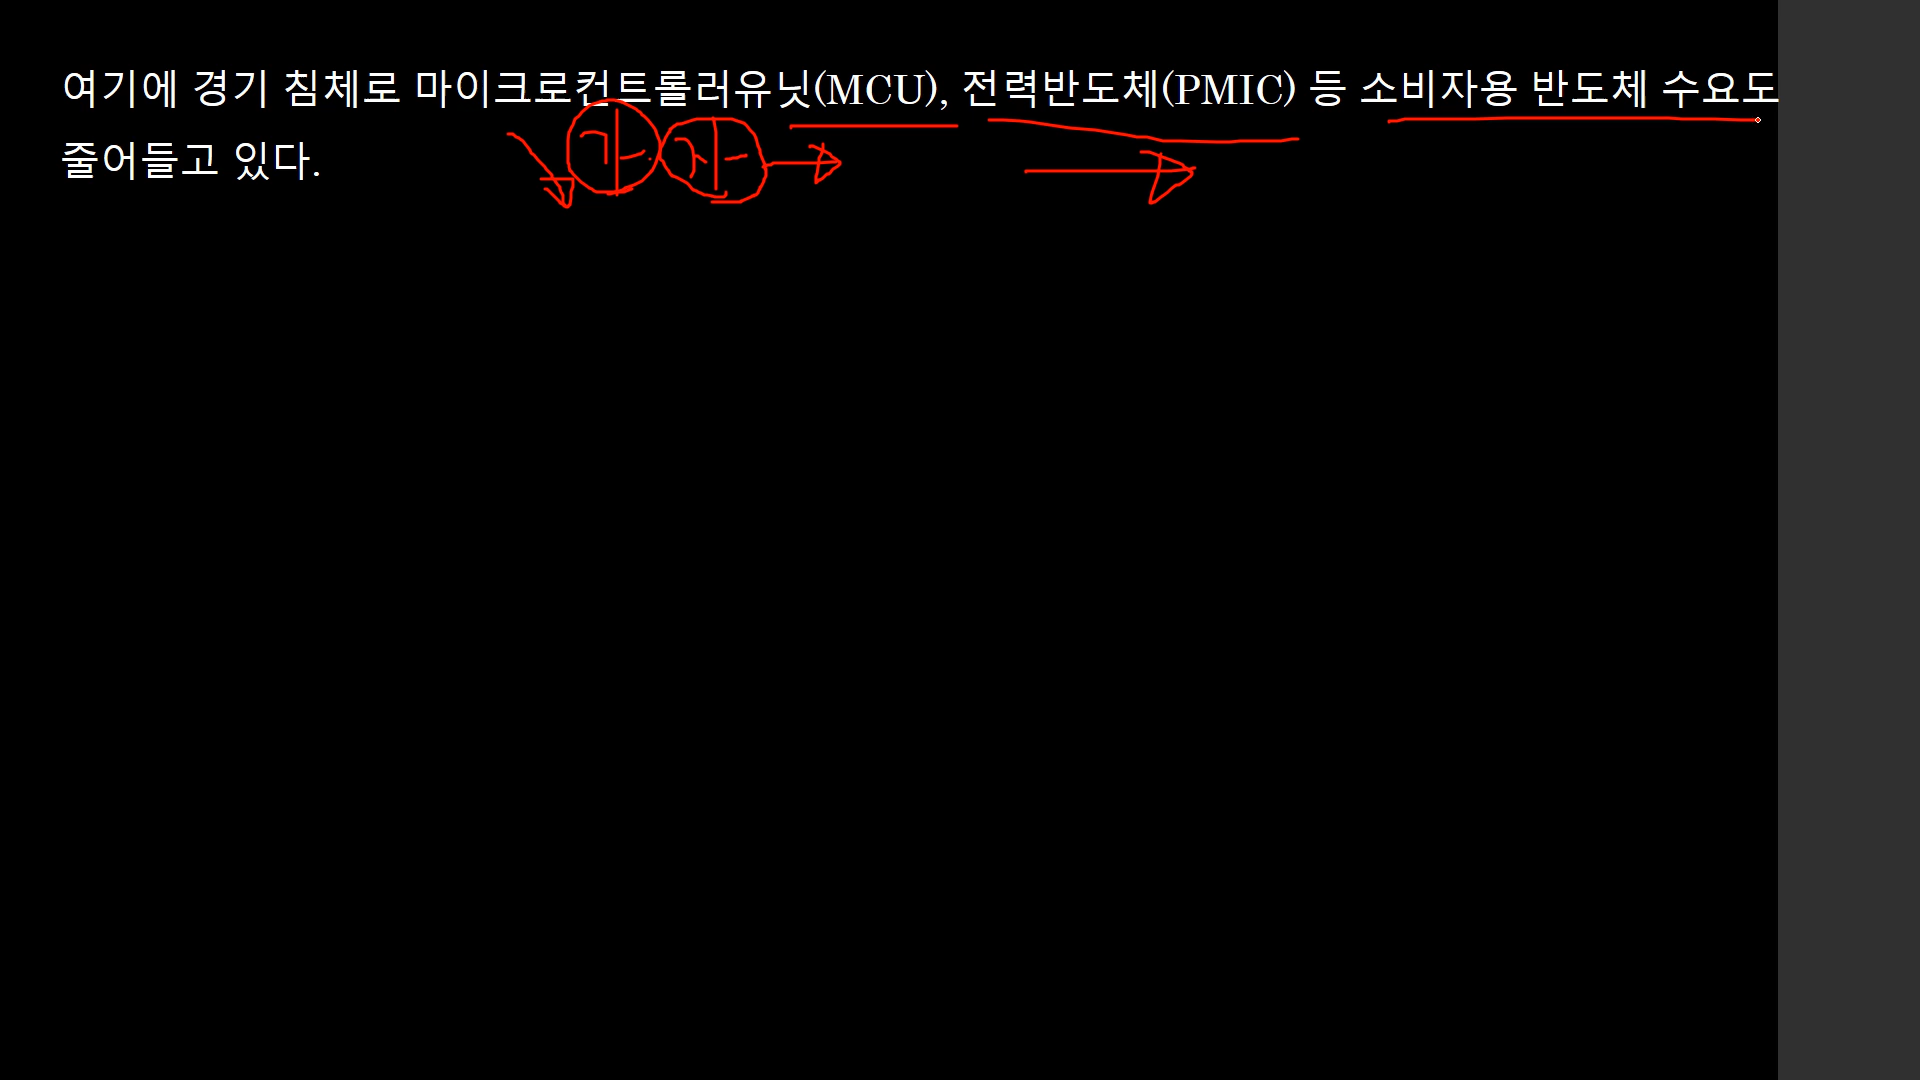 여기에 경기 침체로 마이크로컨트롤러유닛(MCU), 전력반도체(PMIC) 등 소비자용 반도체 수요도
줄어들고 있다.
가 가